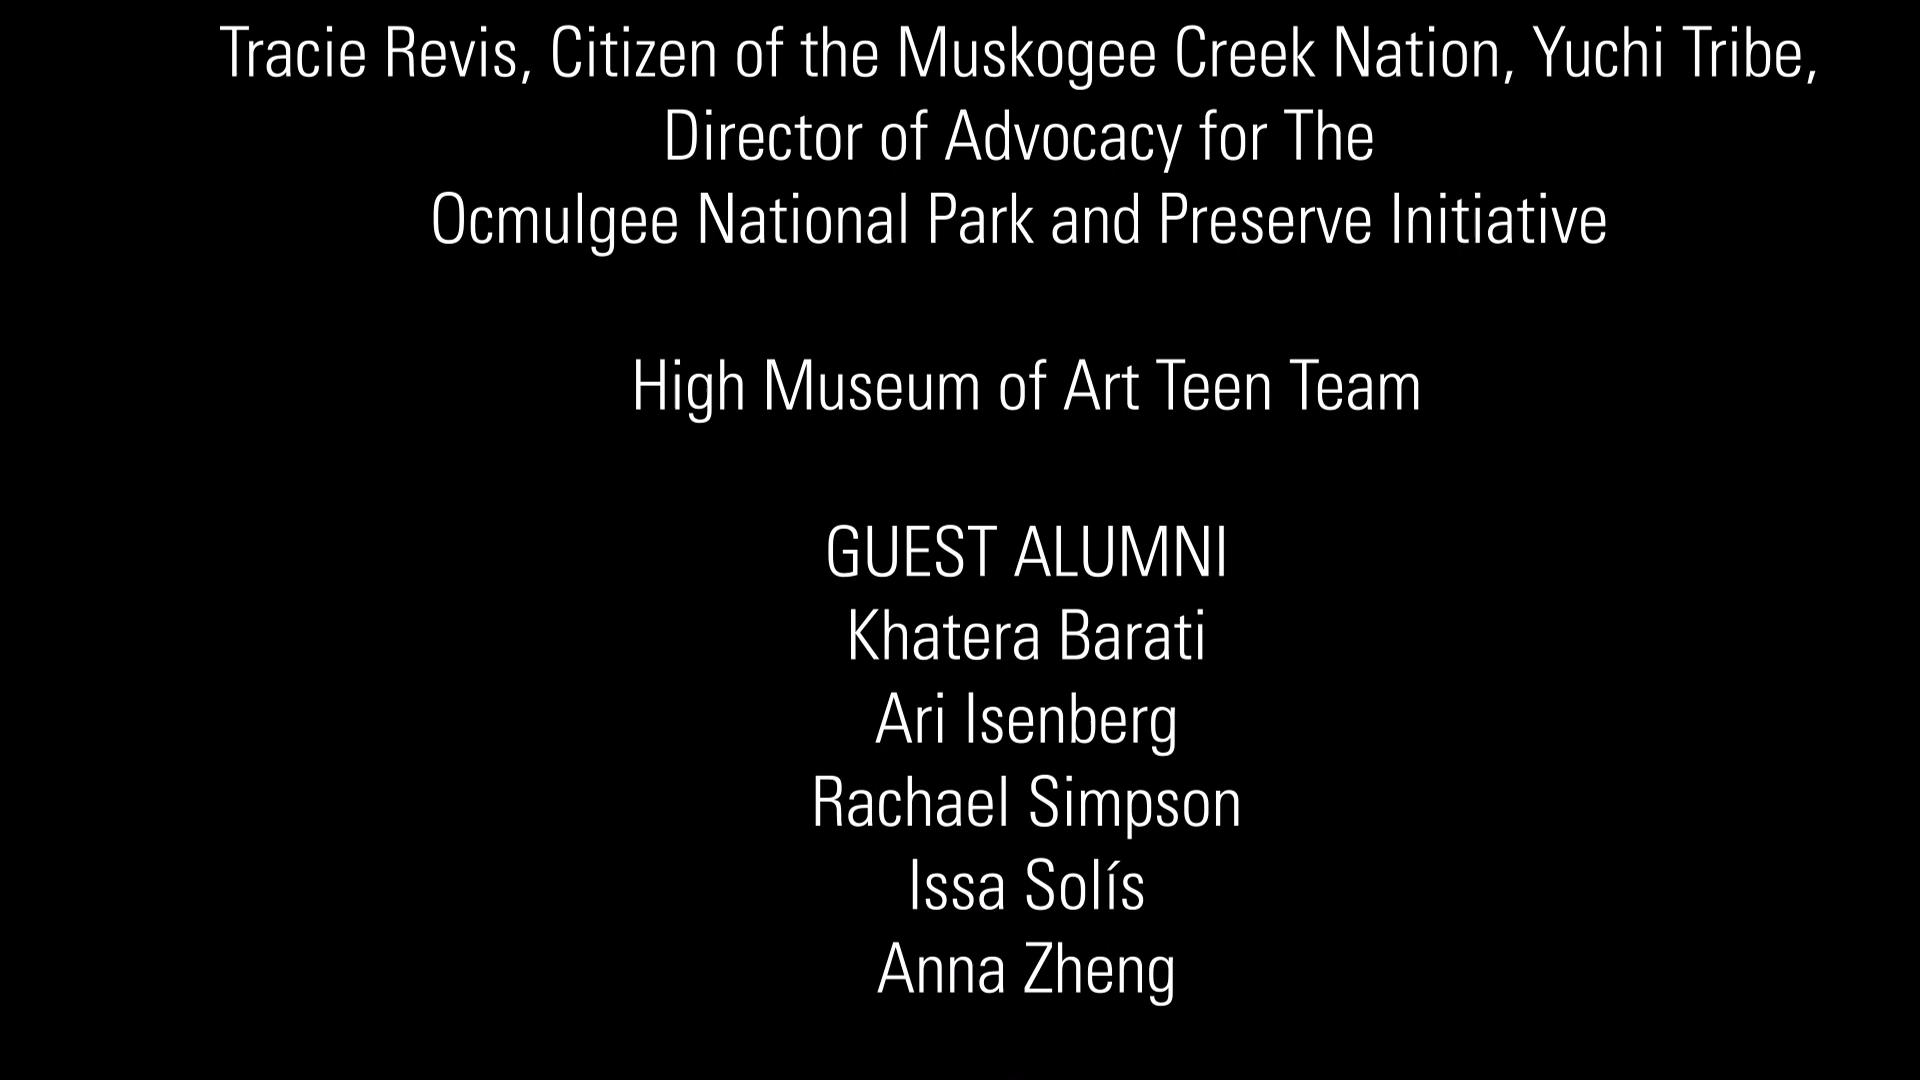 Tracie Revis, Citizen of the Muskogee Creek Nation, Yuchi Tribe,
Director of Advocacy for The
Ocmulgee National Park and Preserve Initiative
High Museum of Art Teen Team
GUEST ALUMNI
Khatera Barati
Ari Isenberg
Rachael Simpson
Issa Solís
Anna Zheng